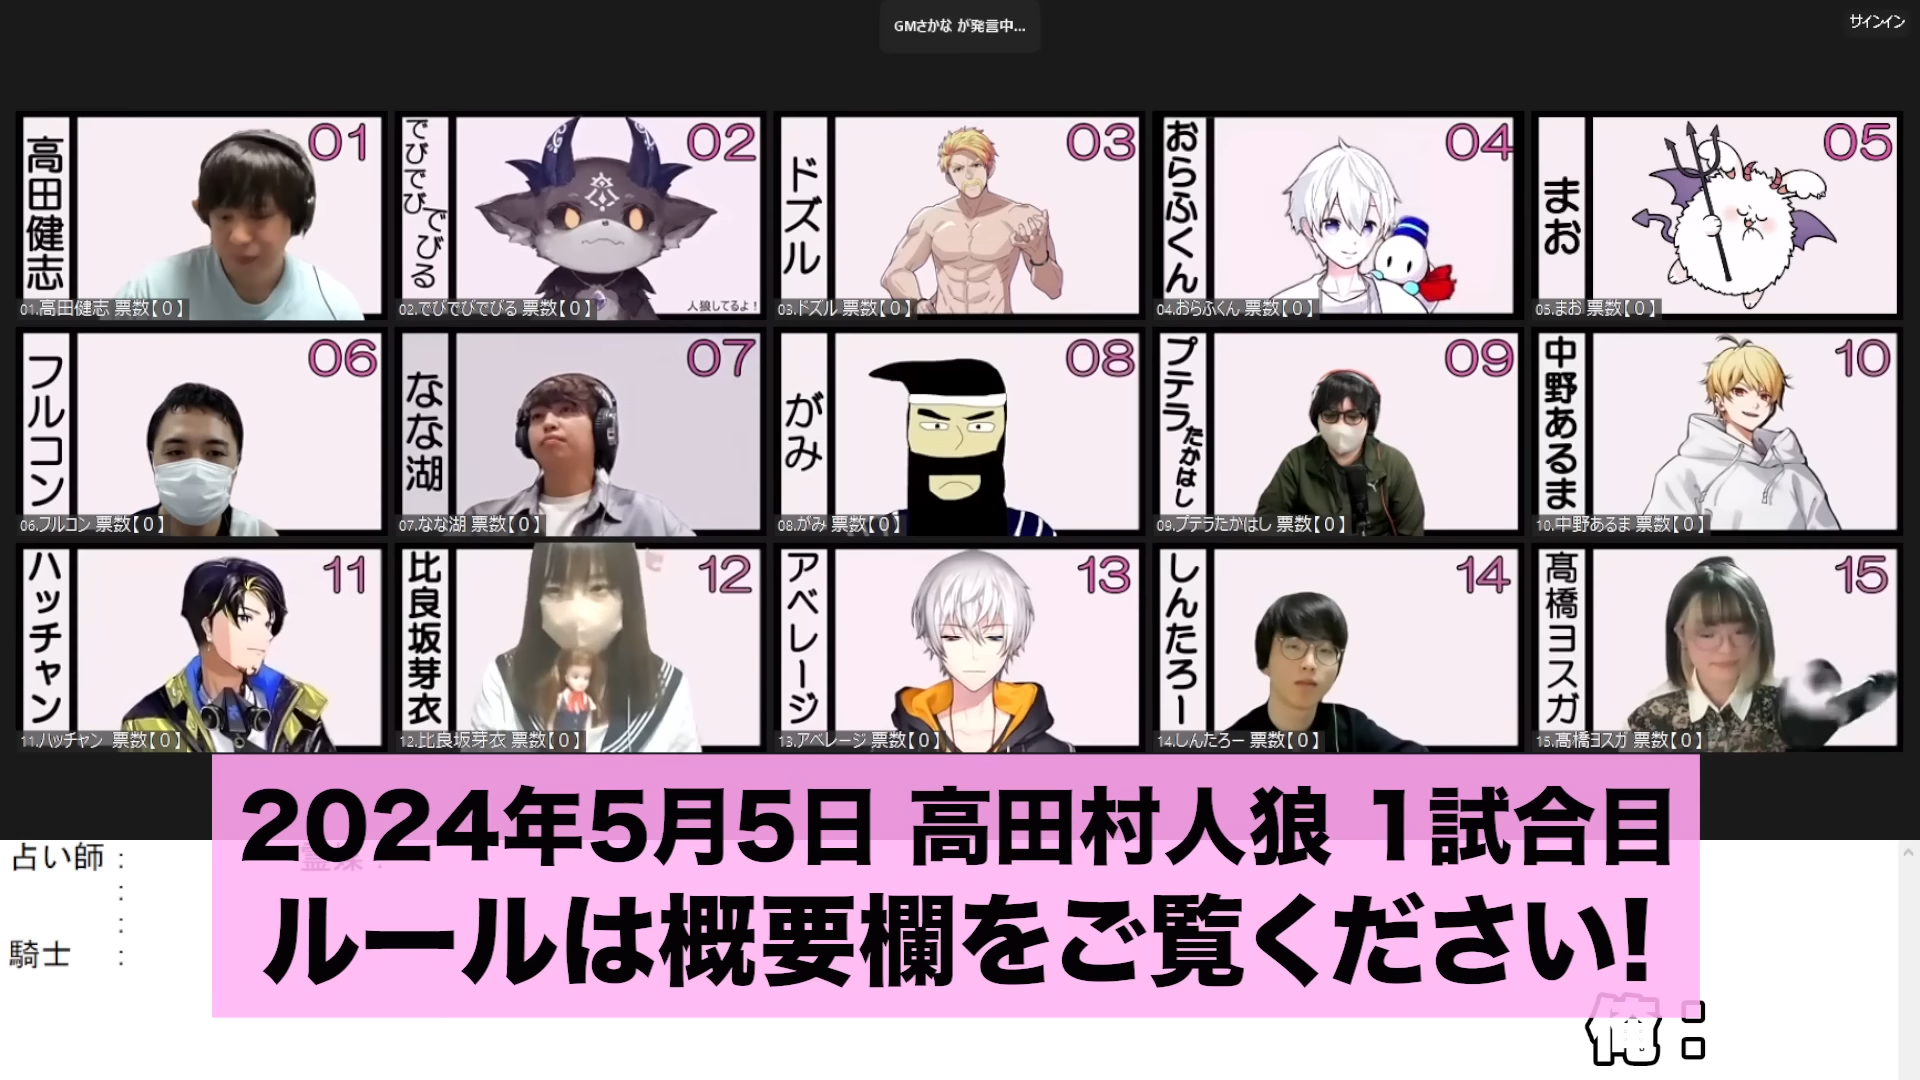 GMさかな が発言中...
サインイン
高田健志
01
01.高田健志 票数【0】
でびでびでびる
02
人狼してるよ！
02.でびでびでびる 票数【0】
ドズル
03
03.ドズル 票数【0】
おらふくん
04
04.おらふくん 票数【0】
まお
05
05.まお 票数【0】
フルコン
06
06.フルコン 票数【0】
なな湖
07
07.なな湖 票数【0】
がみ
08
08.がみ 票数【0】
プテラたかはし
09
09.プテラたかはし 票数【0】
中野あるま
10
10.中野あるま 票数【0】
ハッチャン
11
11.ハッチャン 票数【0】
比良坂芽衣
12
12.比良坂芽衣 票数【0】
アベレージ
13
13.アベレージ 票数【0】
しんたろー
14
14.しんたろー 票数【0】
髙橋ヨスガ
15
15.髙橋ヨスガ 票数【0】
2024年5月5日 高田村人狼 1試合目
ルールは概要欄をご覧ください!
占い師 :
霊媒 :
:
:
騎士 :
俺 :